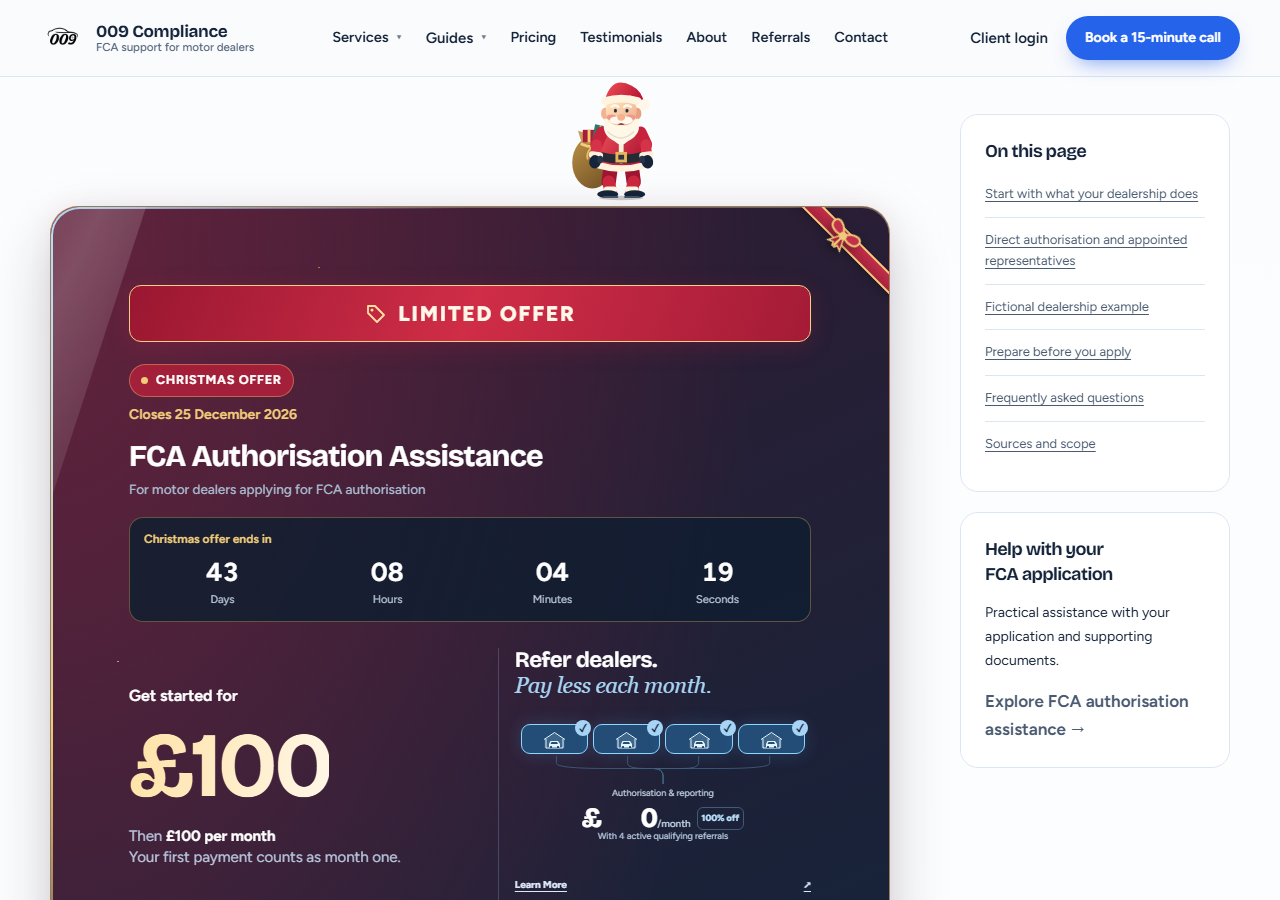 009
009 Compliance
FCA support for motor dealers
Services
Guides
Pricing
Testimonials
About
Referrals
Contact
Client login
Book a 15-minute call
LIMITED OFFER
CHRISTMAS OFFER
Closes 25 December 2026
FCA Authorisation Assistance
For motor dealers applying for FCA authorisation
Christmas offer ends in
43 08 04 19
Days Hours Minutes Seconds
Get started for
£100
Then £100 per month
Your first payment counts as month one.
Refer dealers.
Pay less each month.
Authorisation & reporting
£ 0/month 100% off
With 4 active qualifying referrals
Learn More ↗
On this page
Start with what your dealership does
Direct authorisation and appointed
representatives
Fictional dealership example
Prepare before you apply
Frequently asked questions
Sources and scope
Help with your
FCA application
Practical assistance with your
application and supporting
documents.
Explore FCA authorisation
assistance →